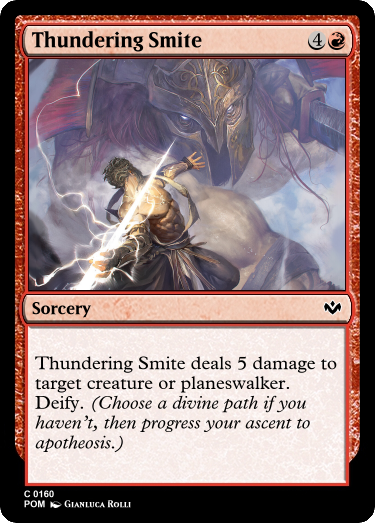 Thundering Smite 4
Sorcery
Thundering Smite deals 5 damage to
target creature or planeswalker.
Deify. (Choose a divine path if you
haven't, then progress your ascent to
apotheosis.)
C 0160
POM Gianluca Rolli